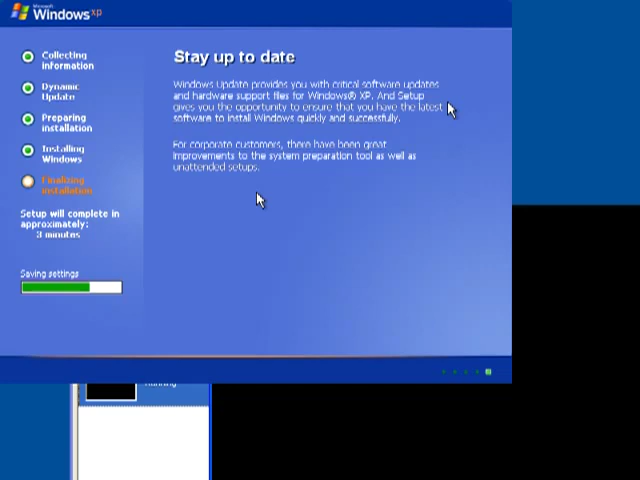 Microsoft
Windows xp
Collecting
information
Dynamic
Update
Preparing
installation
Installing
Windows
Finalizing
installation
Setup will complete in
approximately:
3 minutes
Saving settings
Stay up to date
Windows Update provides you with critical software updates
and hardware support files for Windows® XP. And Setup
gives you the opportunity to ensure that you have the latest
software to install Windows quickly and successfully.
For corporate customers, there have been great
improvements to the system preparation tool as well as
unattended setups.
Running